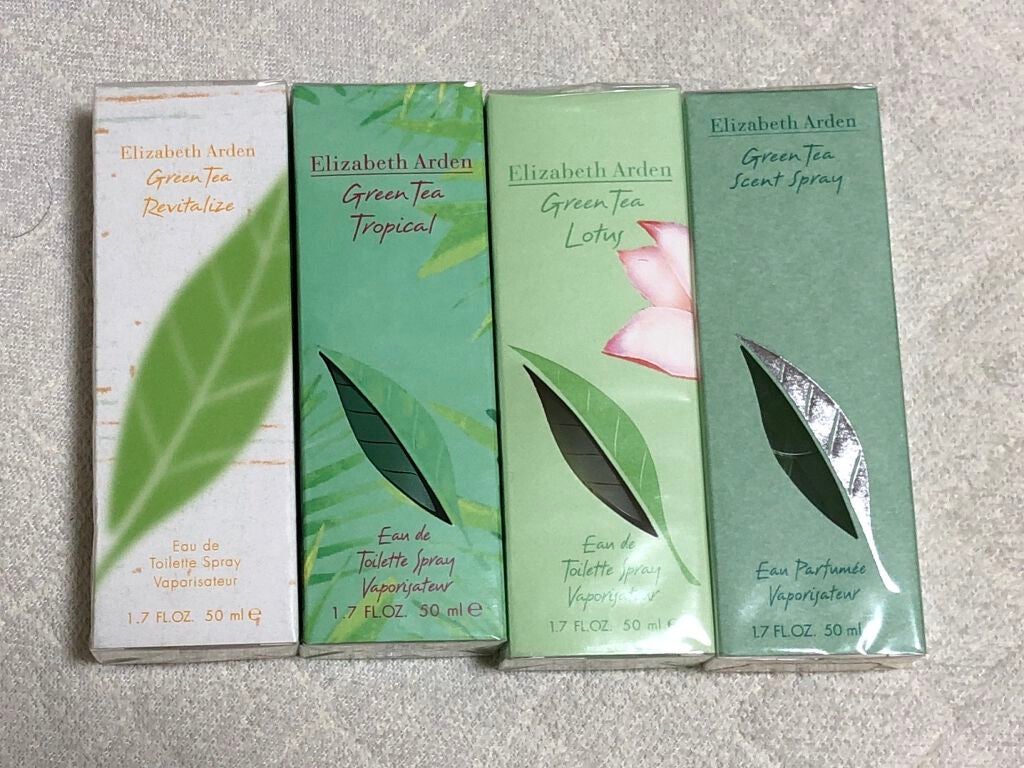 Elizabeth Arden
Green Tea
Revitalize
Eau de
Toilette Spray
Vaporisateur
1.7 FL.OZ. 50 ml ℮
Elizabeth Arden
Green Tea
Tropical
Eau de
Toilette Spray
Vaporisateur
1.7 FL.OZ. 50 ml ℮
Elizabeth Arden
Green Tea
Lotus
Eau de
Toilette Spray
Vaporisateur
1.7 FL.OZ. 50 ml
Elizabeth Arden
Green Tea
Scent Spray
Eau Parfumée
Vaporisateur
1.7 FL.OZ. 50 ml